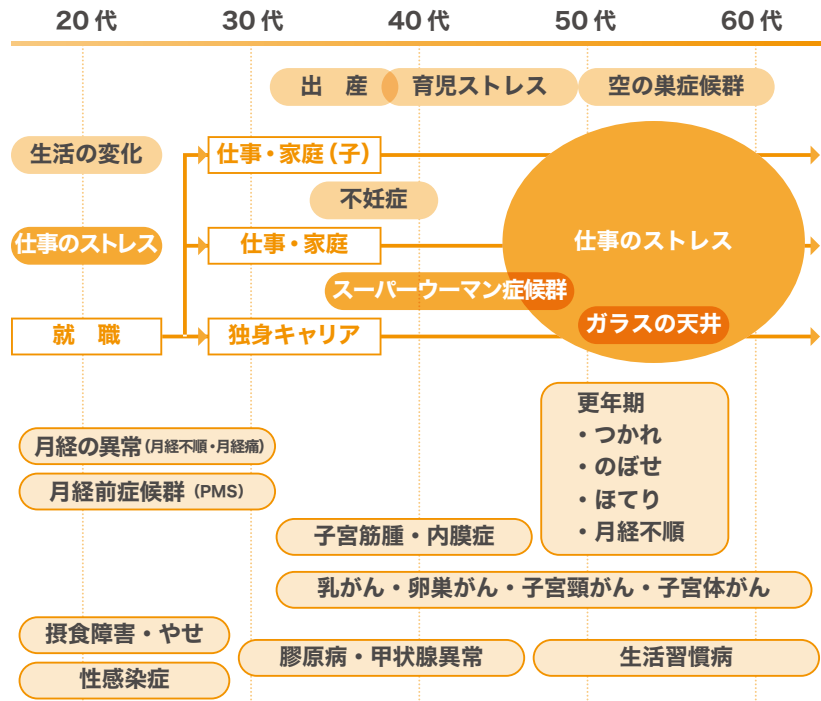 20代
30代
40代
50代
60代
出　産
育児ストレス
空の巣症候群
生活の変化
仕事・家庭（子）
不妊症
仕事のストレス
仕事・家庭
仕事のストレス
スーパーウーマン症候群
ガラスの天井
就　職
独身キャリア
更年期
・つかれ
・のぼせ
・ほてり
・月経不順
月経の異常（月経不順・月経痛）
月経前症候群（PMS）
子宮筋腫・内膜症
乳がん・卵巣がん・子宮頸がん・子宮体がん
摂食障害・やせ
膠原病・甲状腺異常
生活習慣病
性感染症